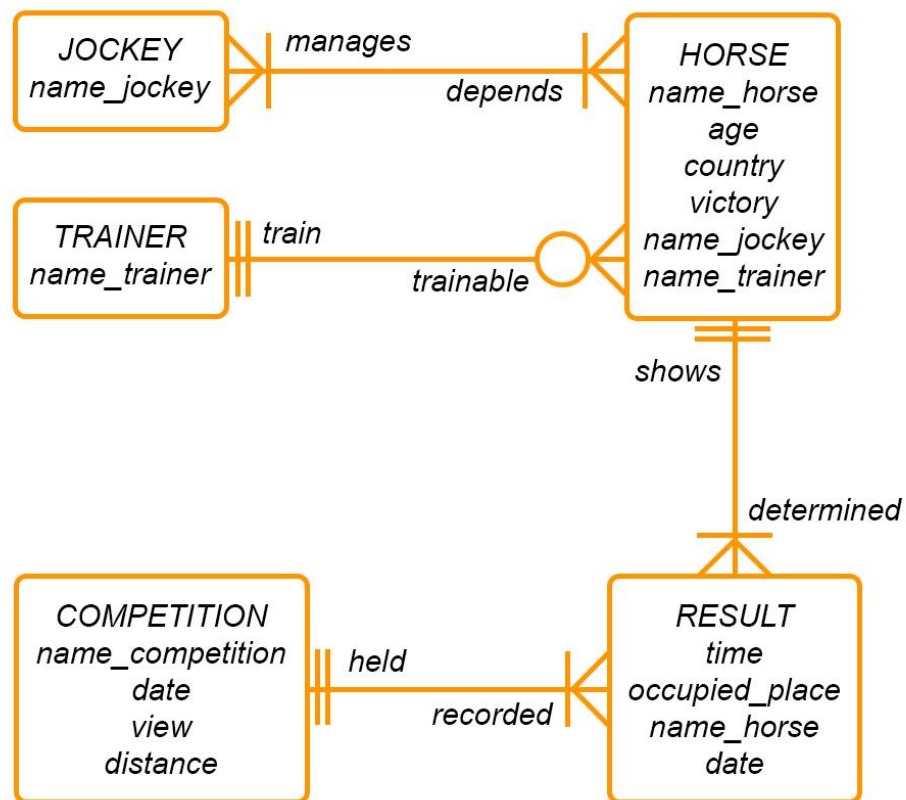 JOCKEY
name_jockey
manages
depends
HORSE
name_horse
age
country
victory
name_jockey
name_trainer
TRAINER
name_trainer
train
trainable
shows
determined
COMPETITION
name_competition
date
view
distance
held
recorded
RESULT
time
occupied_place
name_horse
date